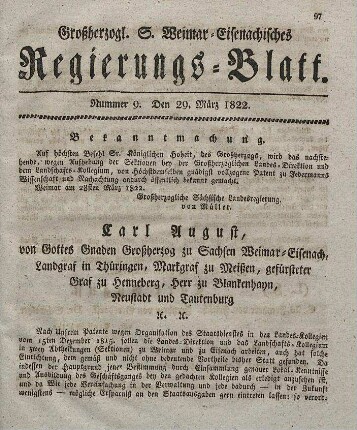 97
Großherzogl. S. Weimar-Eisenachisches
Regierungs-Blatt.
Nummer 9. Den 29. März 1822.
Bekanntmachung.
Auf höchsten Befehl Sr. Königlichen Hoheit, des Großherzogs, wird das nachste-
hende, wegen Aufhebung der Sektionen bey der Großherzoglichen Landes-Direktion und
dem Landschafts-Kollegium, von Höchstdenselben gnädigst vollzogene Patent zu Jedermanns
Wissenschaft und Nachachtung andurch öffentlich bekannt gemacht.
Weimar am 28sten März 1822.
Großherzogliche Sächsische Landesregierung.
von Müller.
Carl August,
von Gottes Gnaden Großherzog zu Sachsen Weimar-Eisenach,
Landgraf in Thüringen, Markgraf zu Meißen, gefürsteter
Graf zu Henneberg, Herr zu Blankenhayn,
Neustadt und Tautenburg
ꝛc. ꝛc.
Nach Unserm Patente wegen Organisation des Staatsdienstes in den Landes-Kollegien
vom 15ten Dezember 1815. sollten die Landes-Direktion und das Landschafts-Kollegium
in zwey Abtheilungen (Sektionen) zu Weimar und zu Eisenach arbeiten, auch hat solche
Einrichtung, dem gemäß und nicht ohne bedeutende Vortheile bisher Statt gefunden. Da
indessen der Hauptgrund jener Bestimmung durch Einsammlung genauer Lokal-Kenntnisse
und Ausbildung des Geschäftsganges bey den gedachten Kollegien als erledigt anzusehen ist,
und da Wir jede Vereinfachung in der Verwaltung und jede dadurch — in der Zukunft
wenigstens — mögliche Ersparniß an den Staatsausgaben gern eintreten lassen: so verord-